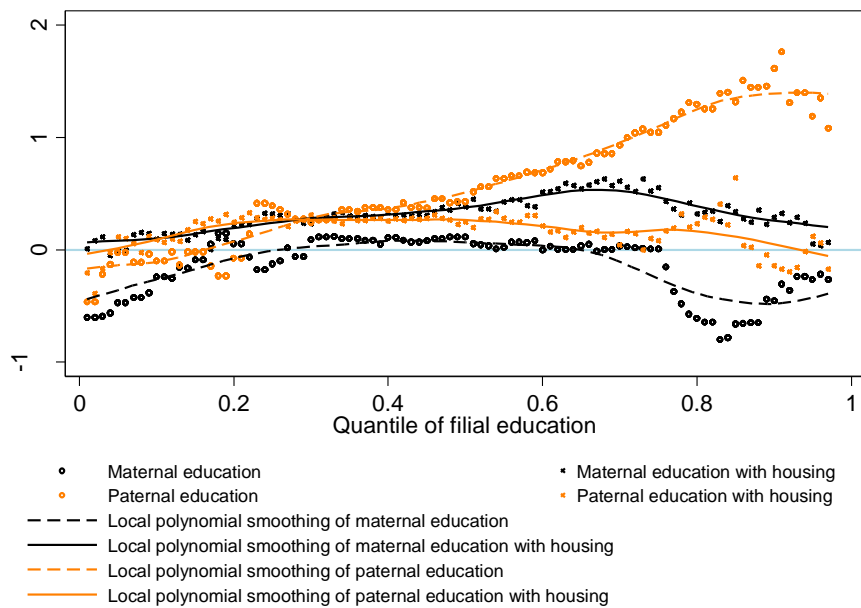 2
1
0
-1
0
0.2
0.4
0.6
0.8
1
Quantile of filial education
Maternal education
Maternal education with housing
Paternal education
Paternal education with housing
Local polynomial smoothing of maternal education
Local polynomial smoothing of maternal education with housing
Local polynomial smoothing of paternal education
Local polynomial smoothing of paternal education with housing